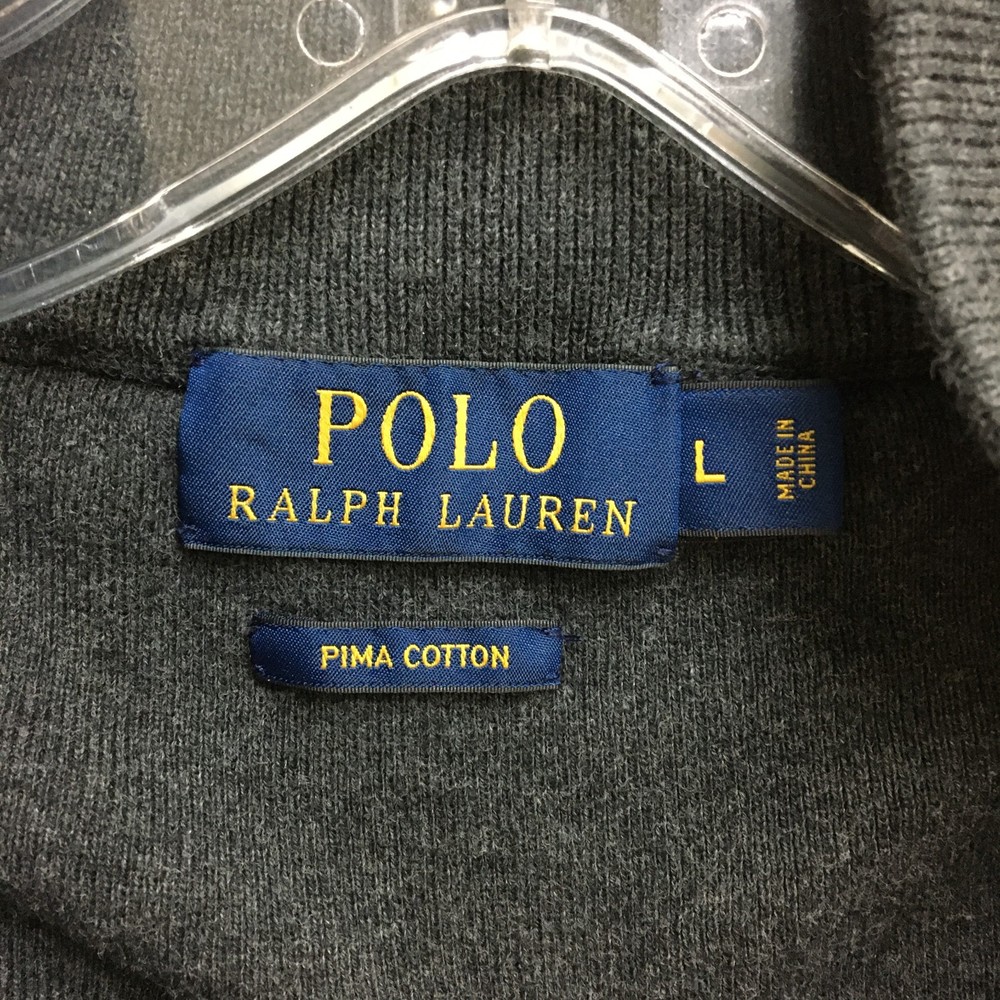 POLO
RALPH LAUREN
L
MADE IN
CHINA
PIMA COTTON